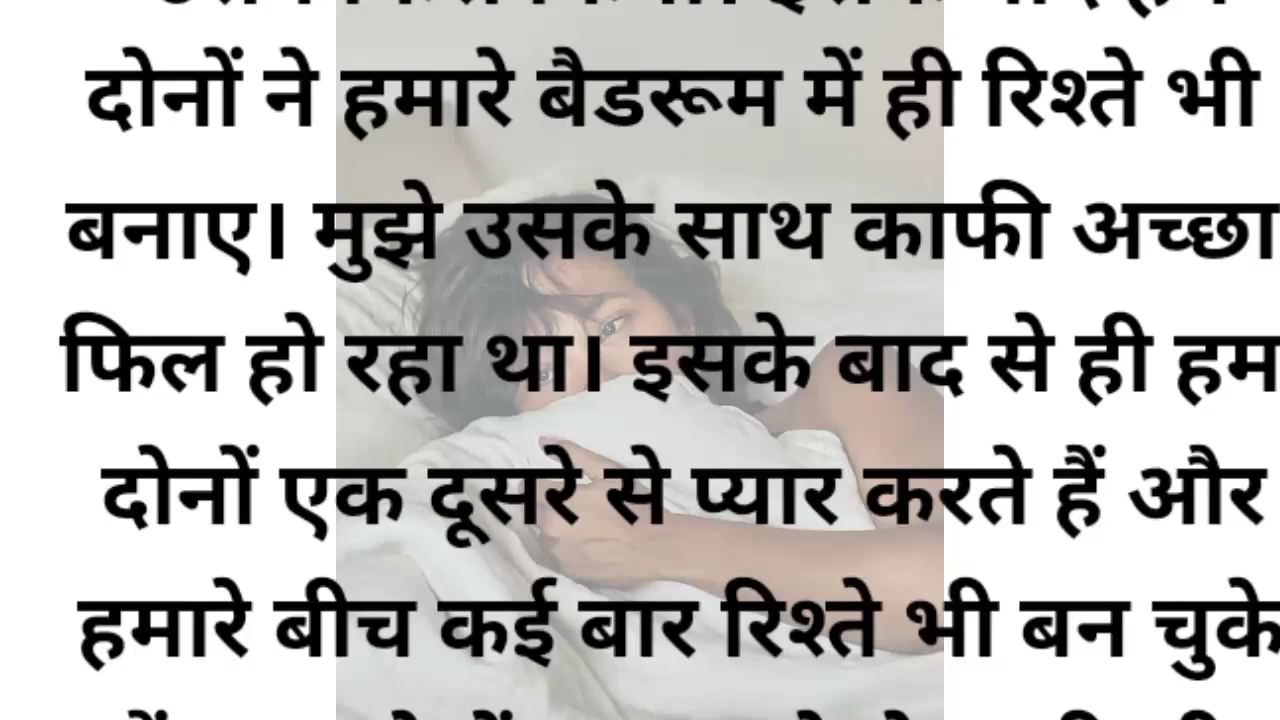 दोनों ने हमारे बैडरूम में ही रिश्ते भी
बनाए। मुझे उसके साथ काफी अच्छा
फिल हो रहा था। इसके बाद से ही हम
दोनों एक दूसरे से प्यार करते हैं और
हमारे बीच कई बार रिश्ते भी बन चुके